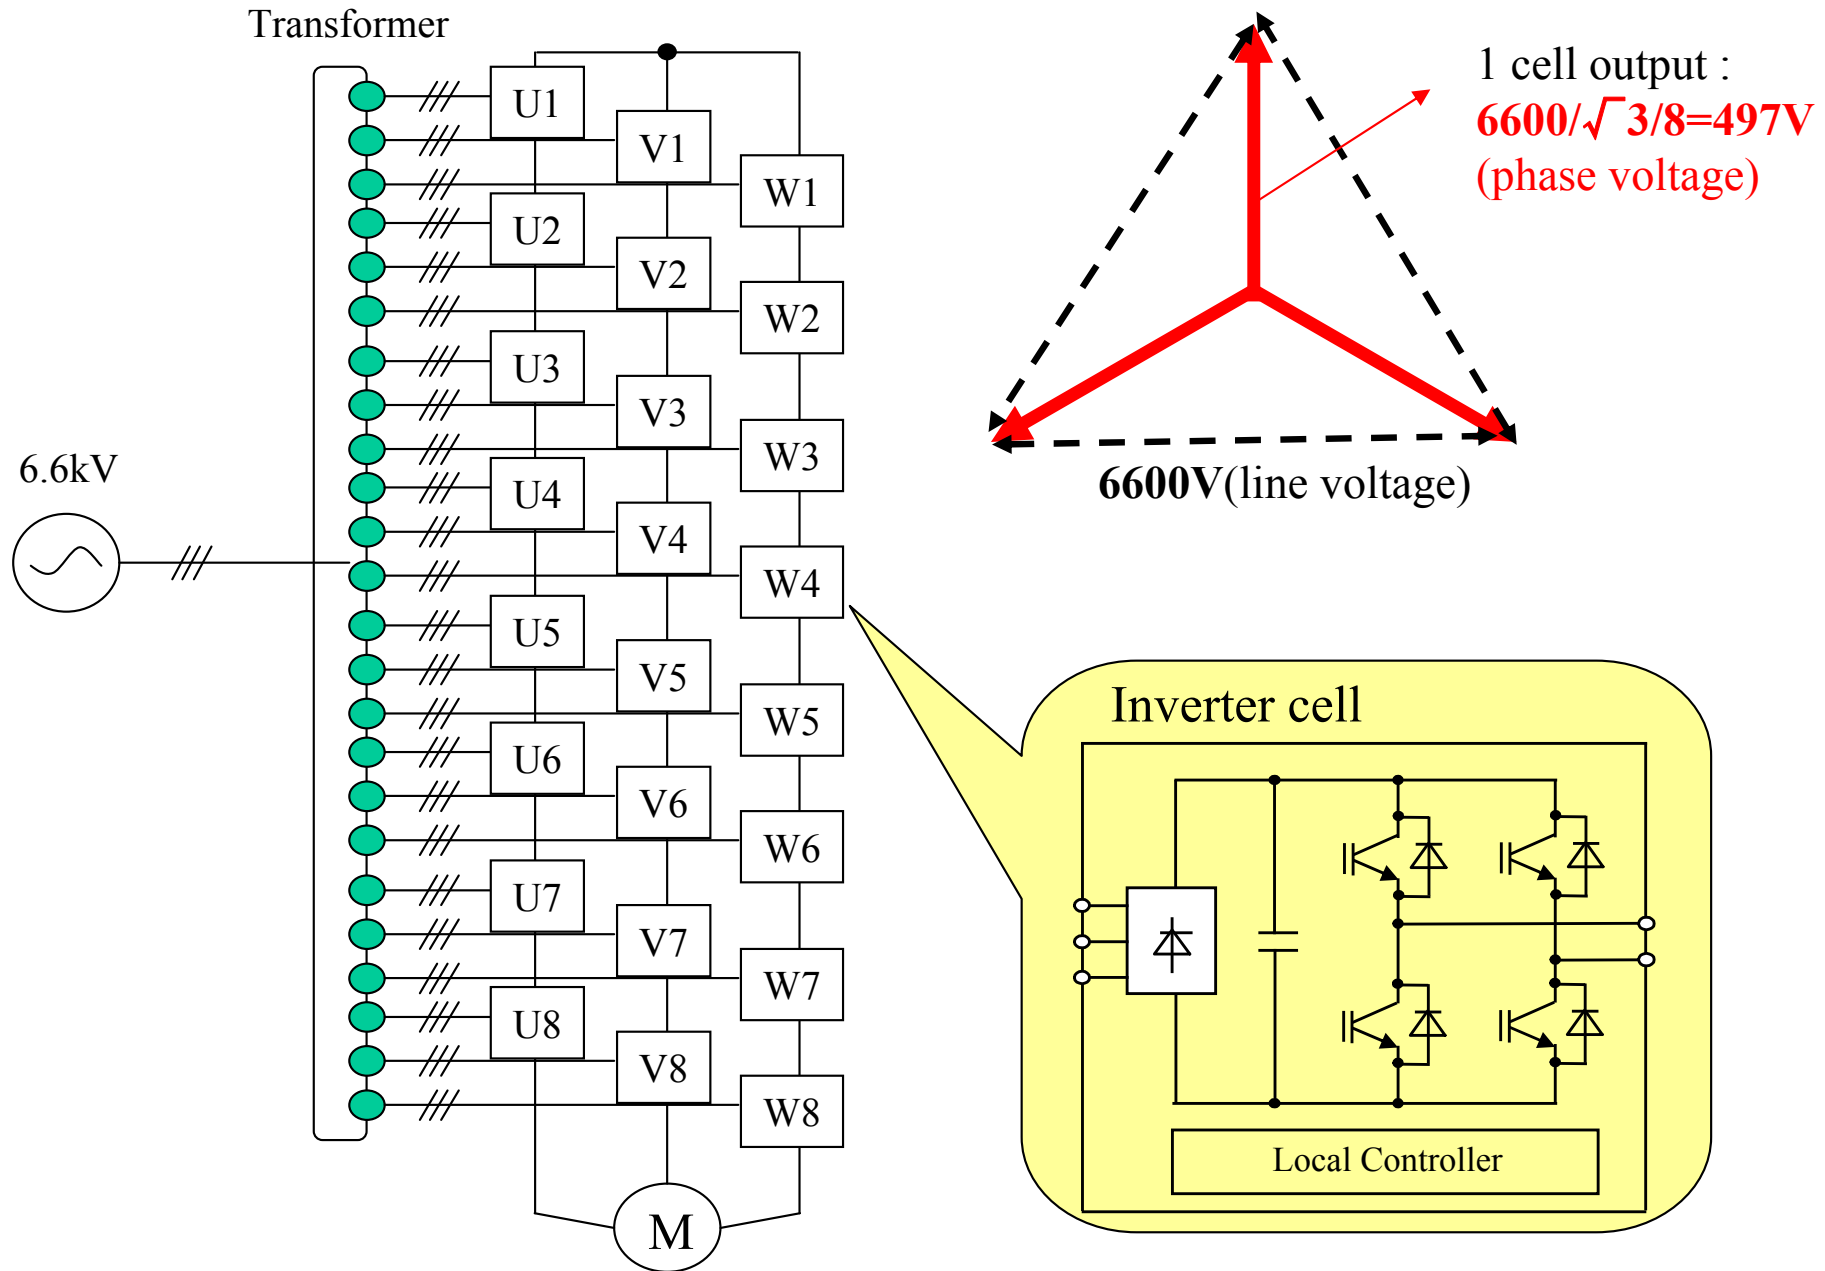 Transformer
1 cell output :
6600/√3/8=497V
(phase voltage)
U1
V1
W1
U2
V2
W2
U3
V3
W3
6.6kV
6600V(line voltage)
U4
V4
W4
U5
V5
W5
Inverter cell
U6
V6
W6
U7
V7
W7
U8
V8
W8
Local Controller
M